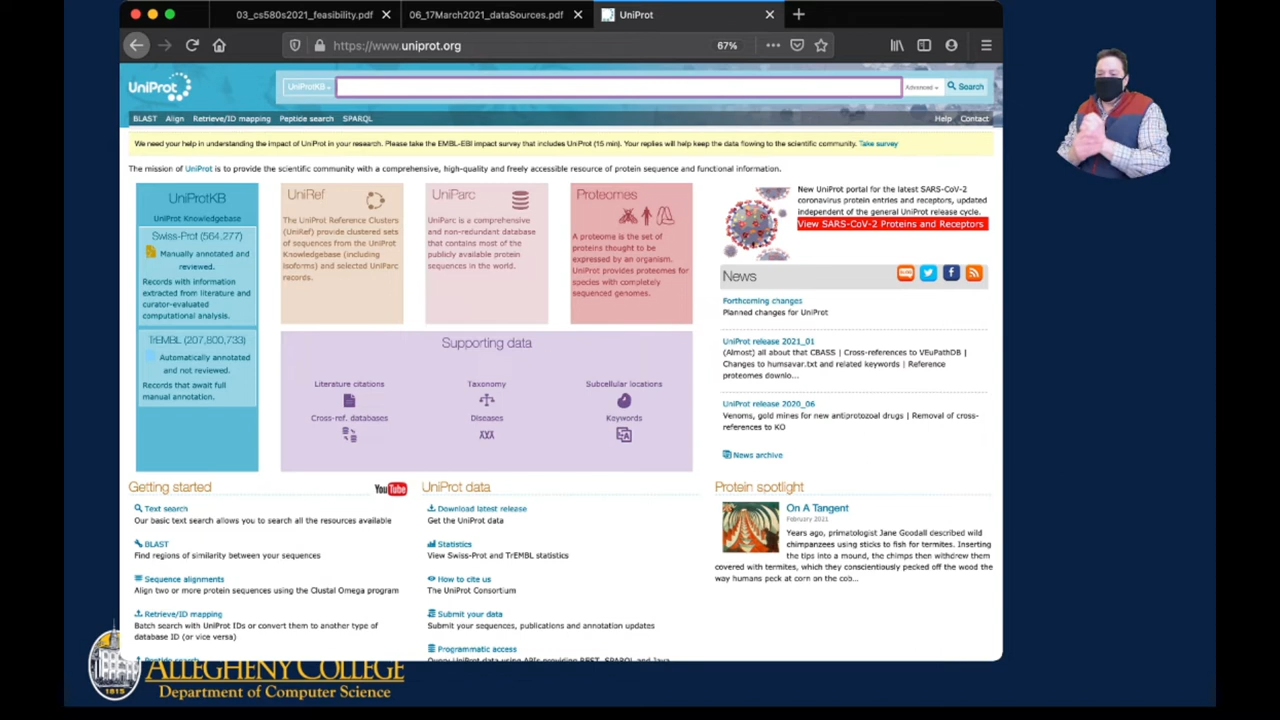 03_cs580s2021_feasibility.pdf
06_17March2021_dataSources.pdf
UniProt
https://www.uniprot.org
67%
UniProt
UniProtKB
Advanced
Search
BLAST Align Retrieve/ID mapping Peptide search SPARQL
Help Contact
We need your help in understanding the impact of UniProt in your research. Please take the EMBL-EBI impact survey that includes UniProt (15 min). Your replies will help keep the data flowing to the scientific community. Take survey
The mission of UniProt is to provide the scientific community with a comprehensive, high-quality and freely accessible resource of protein sequence and functional information.
UniProtKB
UniProt Knowledgebase
Swiss-Prot (564,277)
Manually annotated and
reviewed.
Records with information
extracted from literature and
curator-evaluated
computational analysis.
TrEMBL (207,800,733)
Automatically annotated
and not reviewed.
Records that await full
manual annotation.
UniRef
The UniProt Reference Clusters
(UniRef) provide clustered sets
of sequences from the UniProt
Knowledgebase (including
isoforms) and selected UniParc
records.
UniParc
UniParc is a comprehensive
and non-redundant database
that contains most of the
publicly available protein
sequences in the world.
Proteomes
A proteome is the set of
proteins thought to be
expressed by an organism.
UniProt provides proteomes for
species with completely
sequenced genomes.
Supporting data
Literature citations
Taxonomy
Subcellular locations
Cross-ref. databases
Diseases
Keywords
New UniProt portal for the latest SARS-CoV-2
coronavirus protein entries and receptors, updated
independent of the general UniProt release cycle.
View SARS-CoV-2 Proteins and Receptors
News
Forthcoming changes
Planned changes for UniProt
UniProt release 2021_01
(Almost) all about that CBASS | Cross-references to VEuPathDB |
Changes to humsavar.txt and related keywords | Reference
proteomes downlo...
UniProt release 2020_06
Venoms, gold mines for new antiprotozoal drugs | Removal of cross-
references to KO
News archive
Getting started
YouTube
Text search
Our basic text search allows you to search all the resources available
BLAST
Find regions of similarity between your sequences
Sequence alignments
Align two or more protein sequences using the Clustal Omega program
Retrieve/ID mapping
Batch search with UniProt IDs or convert them to another type of
database ID (or vice versa)
Peptide search
UniProt data
Download latest release
Get the UniProt data
Statistics
View Swiss-Prot and TrEMBL statistics
How to cite us
The UniProt Consortium
Submit your data
Submit your sequences, publications and annotation updates
Programmatic access
Query UniProt data using APIs providing REST, SPARQL and Java
Protein spotlight
On A Tangent
February 2021
Years ago, primatologist Jane Goodall described wild
chimpanzees using sticks to fish for termites. Inserting
the tips into a mound, the chimps then withdrew them
covered with termites, which they conscientiously pecked off the wood the
way humans peck at corn on the cob...
ALLEGHENY COLLEGE
Department of Computer Science
1815